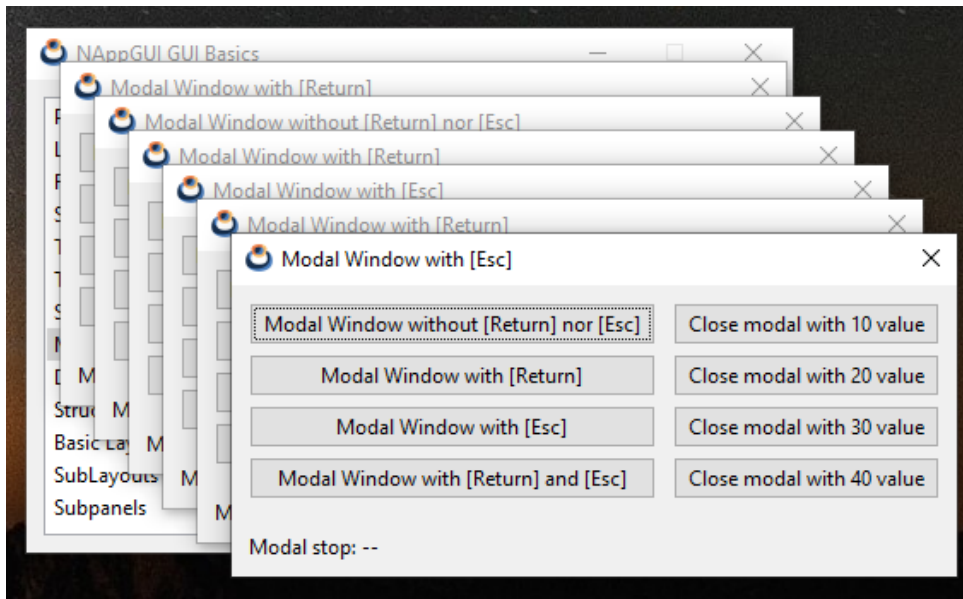 NAppGUI GUI Basics
Modal Window with [Return]
Modal Window without [Return] nor [Esc]
Modal Window with [Return]
Modal Window with [Esc]
Modal Window with [Return]
Modal Window with [Esc]
Modal Window without [Return] nor [Esc]
Close modal with 10 value
Modal Window with [Return]
Close modal with 20 value
Modal Window with [Esc]
Close modal with 30 value
Modal Window with [Return] and [Esc]
Close modal with 40 value
Modal stop: --
Basic
SubLayouts
Subpanels